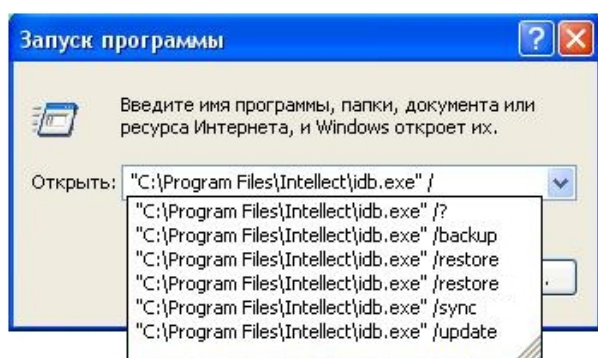 Запуск программы
Введите имя программы, папки, документа или
ресурса Интернета, и Windows откроет их.
Открыть: "C:\Program Files\Intellect\idb.exe" /
"C:\Program Files\Intellect\idb.exe" /?
"C:\Program Files\Intellect\idb.exe" /backup
"C:\Program Files\Intellect\idb.exe" /restore
"C:\Program Files\Intellect\idb.exe" /restore
"C:\Program Files\Intellect\idb.exe" /sync
"C:\Program Files\Intellect\idb.exe" /update